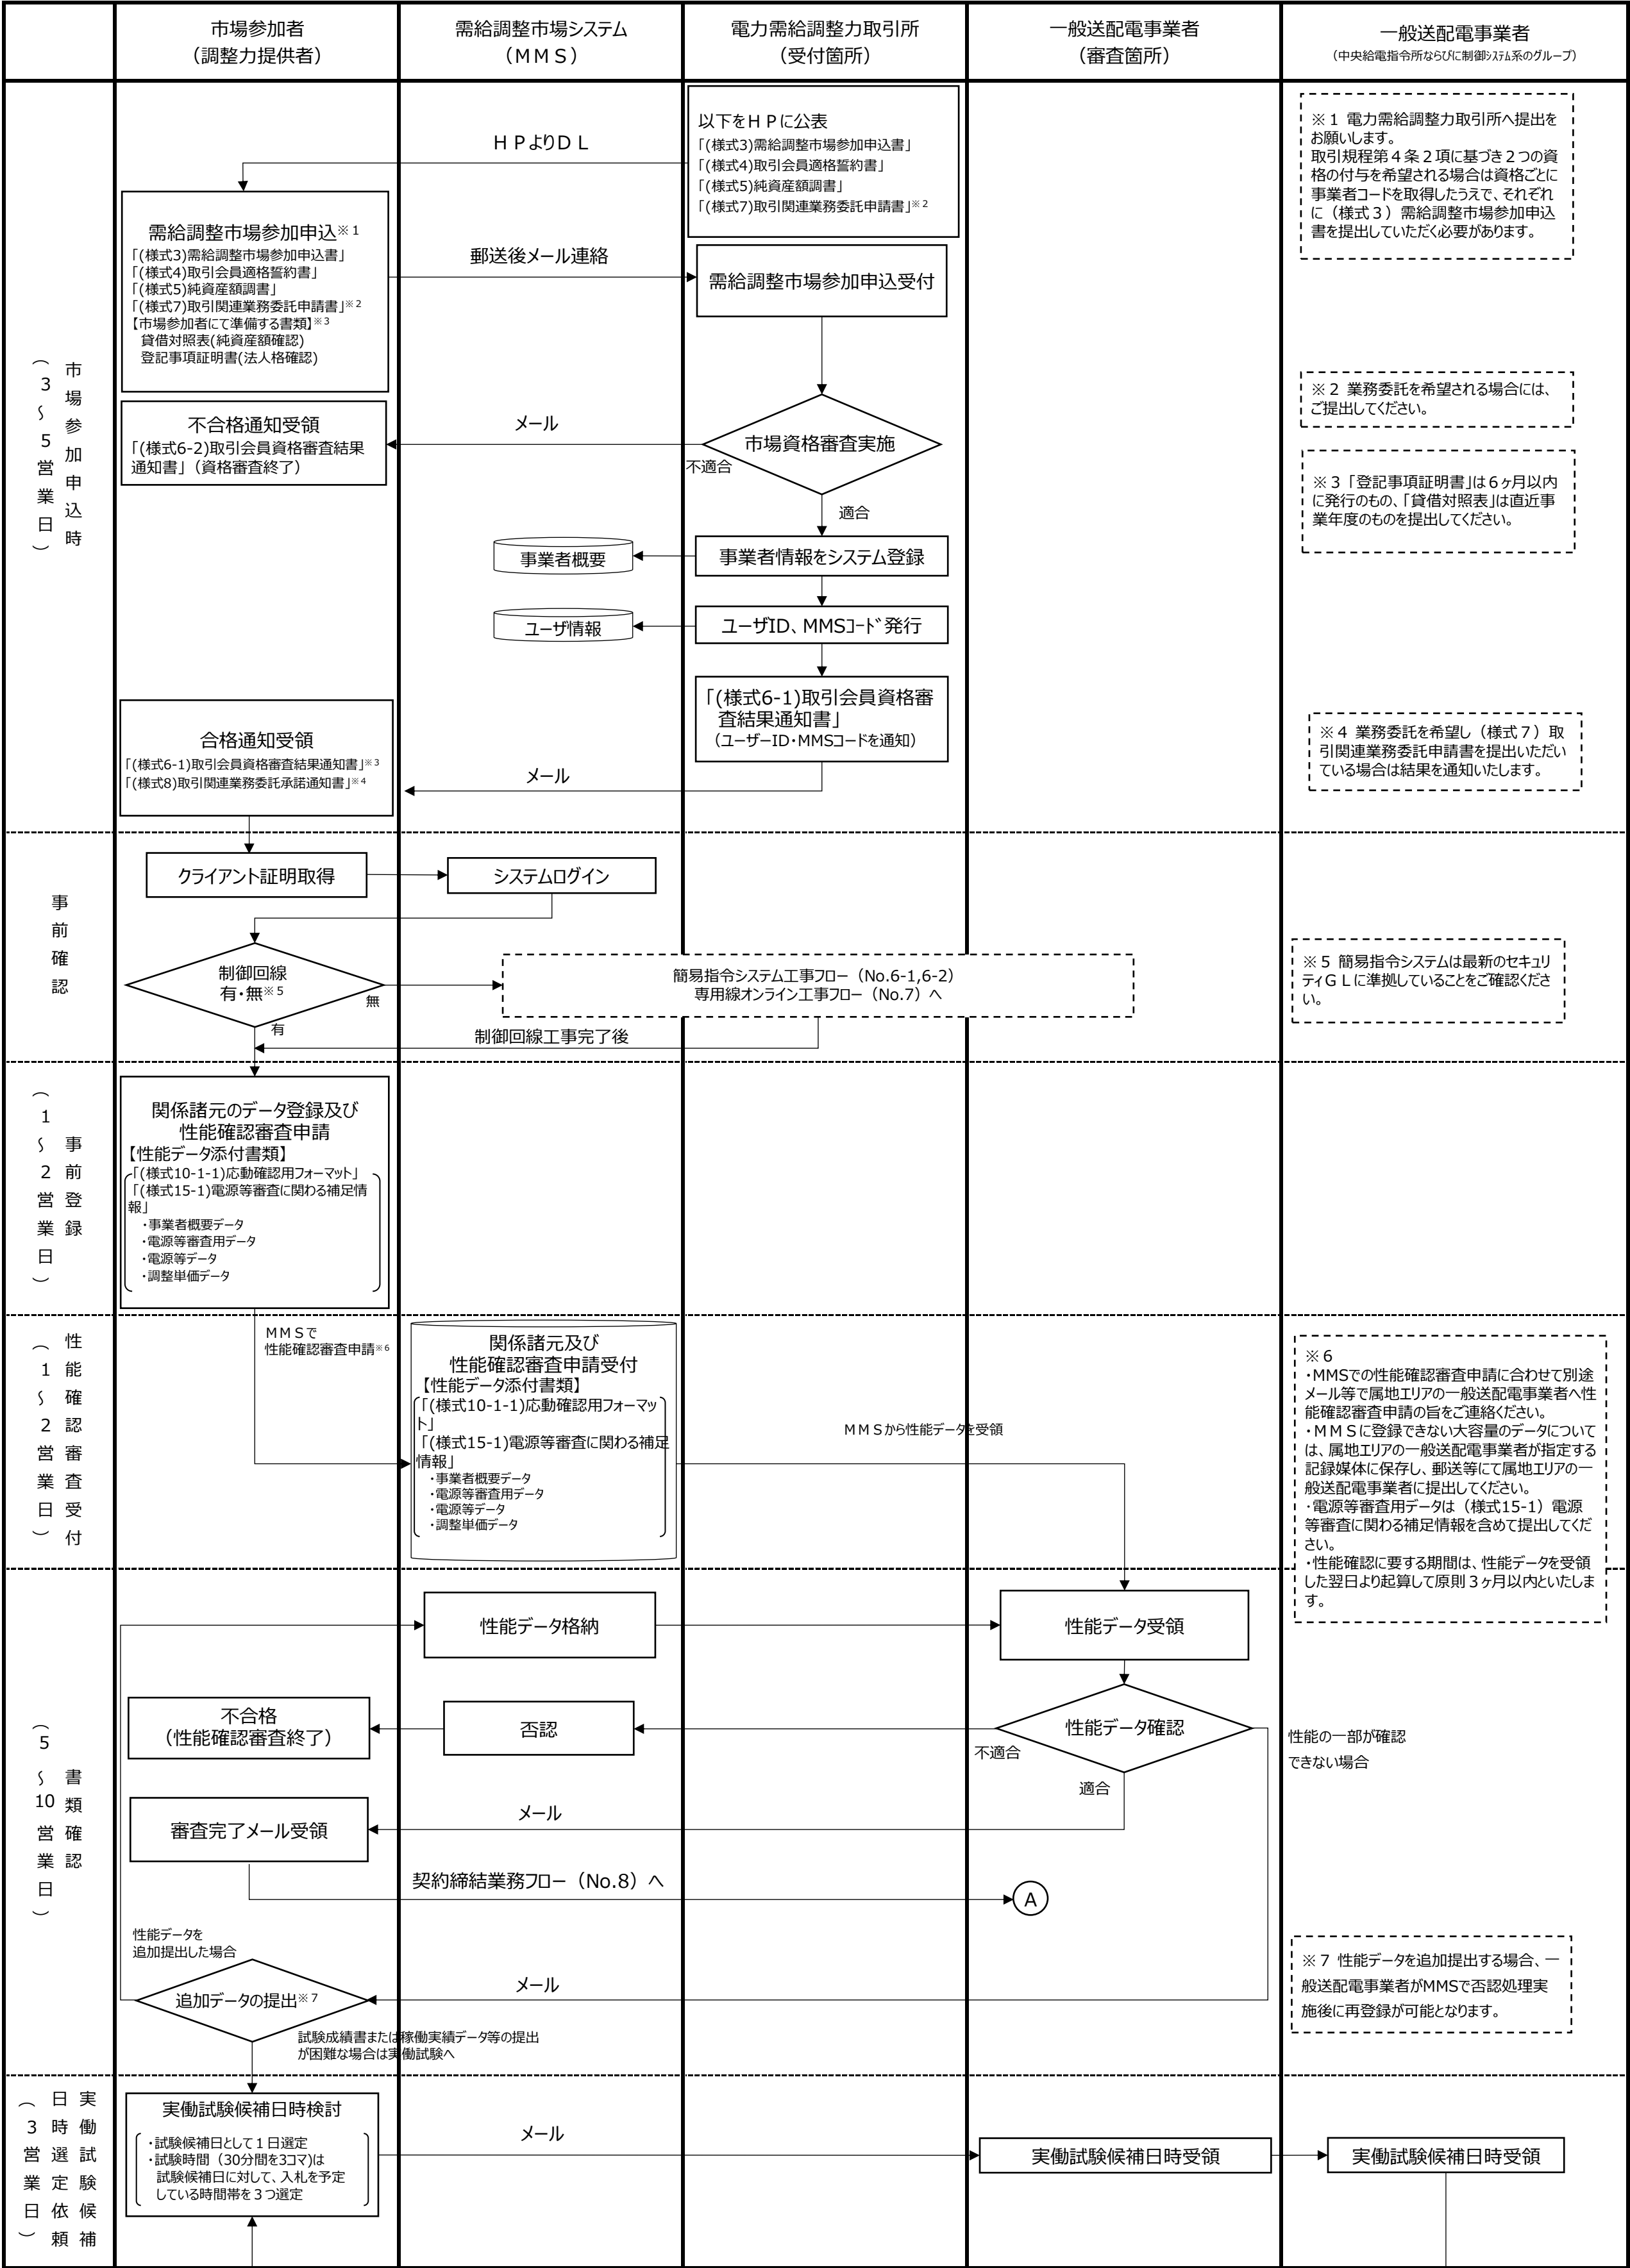 市場参加者
（調整力提供者）
需給調整市場システム
（ＭＭＳ）
電力需給調整力取引所
（受付箇所）
一般送配電事業者
（審査箇所）
一般送配電事業者
（中央給電指令所ならびに制御ｼｽﾃﾑ系のグループ）
市場参加申込時
（３～５営業日）
以下をＨＰに公表
「(様式3)需給調整市場参加申込書」
「(様式4)取引会員適格誓約書」
「(様式5)純資産額調書」
「(様式7)取引関連業務委託申請書」※２
ＨＰよりＤＬ
需給調整市場参加申込※１
「(様式3)需給調整市場参加申込書」
「(様式4)取引会員適格誓約書」
「(様式5)純資産額調書」
「(様式7)取引関連業務委託申請書」※２
【市場参加者にて準備する書類】※３
貸借対照表(純資産額確認)
登記事項証明書(法人格確認)
郵送後メール連絡
需給調整市場参加申込受付
※１ 電力需給調整力取引所へ提出を
お願いします。
取引規程第４条２項に基づき２つの資
格の付与を希望される場合は資格ごとに
事業者コードを取得したうえで、それぞれ
に（様式３）需給調整市場参加申込
書を提出していただく必要があります。
※２ 業務委託を希望される場合には、
ご提出してください。
不合格通知受領
「(様式6-2)取引会員資格審査結果
通知書」（資格審査終了）
メール
市場資格審査実施
不適合
適合
※３「登記事項証明書」は６ヶ月以内
に発行のもの、「貸借対照表」は直近事
業年度のものを提出してください。
事業者概要
事業者情報をシステム登録
ユーザ情報
ユーザID、MMSｺｰﾄﾞ発行
「(様式6-1)取引会員資格審
査結果通知書」
（ユーザーID・MMSコードを通知）
合格通知受領
「(様式6-1)取引会員資格審査結果通知書」※３
「(様式8)取引関連業務委託承諾通知書」※４
メール
※４ 業務委託を希望し（様式７）取
引関連業務委託申請書を提出いただい
ている場合は結果を通知いたします。
事前確認
クライアント証明取得
システムログイン
制御回線
有・無※５
無
有
簡易指令システム工事フロー（No.6-1,6-2）
専用線オンライン工事フロー（No.7）へ
制御回線工事完了後
※５ 簡易指令システムは最新のセキュリ
ティＧＬに準拠していることをご確認くださ
い。
事前登録
（１～２営業日）
関係諸元のデータ登録及び
性能確認審査申請
【性能データ添付書類】
「(様式10-1-1)応動確認用フォーマット」
「(様式15-1)電源等審査に関わる補足情
報」
・事業者概要データ
・電源等審査用データ
・電源等データ
・調整単価データ
性能確認審査受付
（１～２営業日）
ＭＭＳで
性能確認審査申請※６
関係諸元及び
性能確認審査申請受付
【性能データ添付書類】
「(様式10-1-1)応動確認用フォーマッ
ト」
「(様式15-1)電源等審査に関わる補足
情報」
・事業者概要データ
・電源等審査用データ
・電源等データ
・調整単価データ
ＭＭＳから性能データを受領
※６
・MMSでの性能確認審査申請に合わせて別途
メール等で属地エリアの一般送配電事業者へ性
能確認審査申請の旨をご連絡ください。
・ＭＭＳに登録できない大容量のデータについて
は、属地エリアの一般送配電事業者が指定する
記録媒体に保存し、郵送等にて属地エリアの一
般送配電事業者に提出してください。
・電源等審査用データは（様式15-1）電源
等審査に関わる補足情報を含めて提出してくだ
さい。
・性能確認に要する期間は、性能データを受領
した翌日より起算して原則３ヶ月以内といたしま
す。
書類確認
（５～10営業日）
性能データ格納
性能データ受領
不合格
（性能確認審査終了）
否認
性能データ確認
不適合
適合
性能の一部が確認
できない場合
審査完了メール受領
メール
契約締結業務フロー（No.8）へ
A
性能データを
追加提出した場合
追加データの提出※７
メール
試験成績書または稼働実績データ等の提出
が困難な場合は実働試験へ
※７ 性能データを追加提出する場合、一
般送配電事業者がMMSで否認処理実
施後に再登録が可能となります。
実働試験候補
日時選定依頼
（３営業日）
実働試験候補日時検討
・試験候補日として１日選定
・試験時間（30分間を3コマ)は
試験候補日に対して、入札を予定
している時間帯を３つ選定
メール
実働試験候補日時受領
実働試験候補日時受領